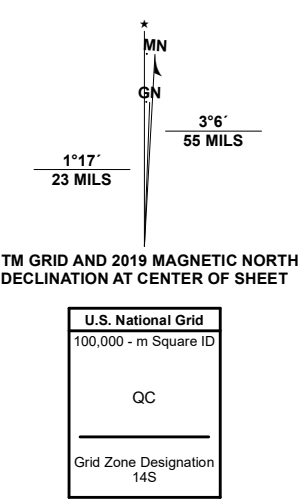 MN
GN
3°6´
55 MILS
1°17´
23 MILS
TM GRID AND 2019 MAGNETIC NORTH
DECLINATION AT CENTER OF SHEET
U.S. National Grid
100,000 - m Square ID
QC
Grid Zone Designation
14S